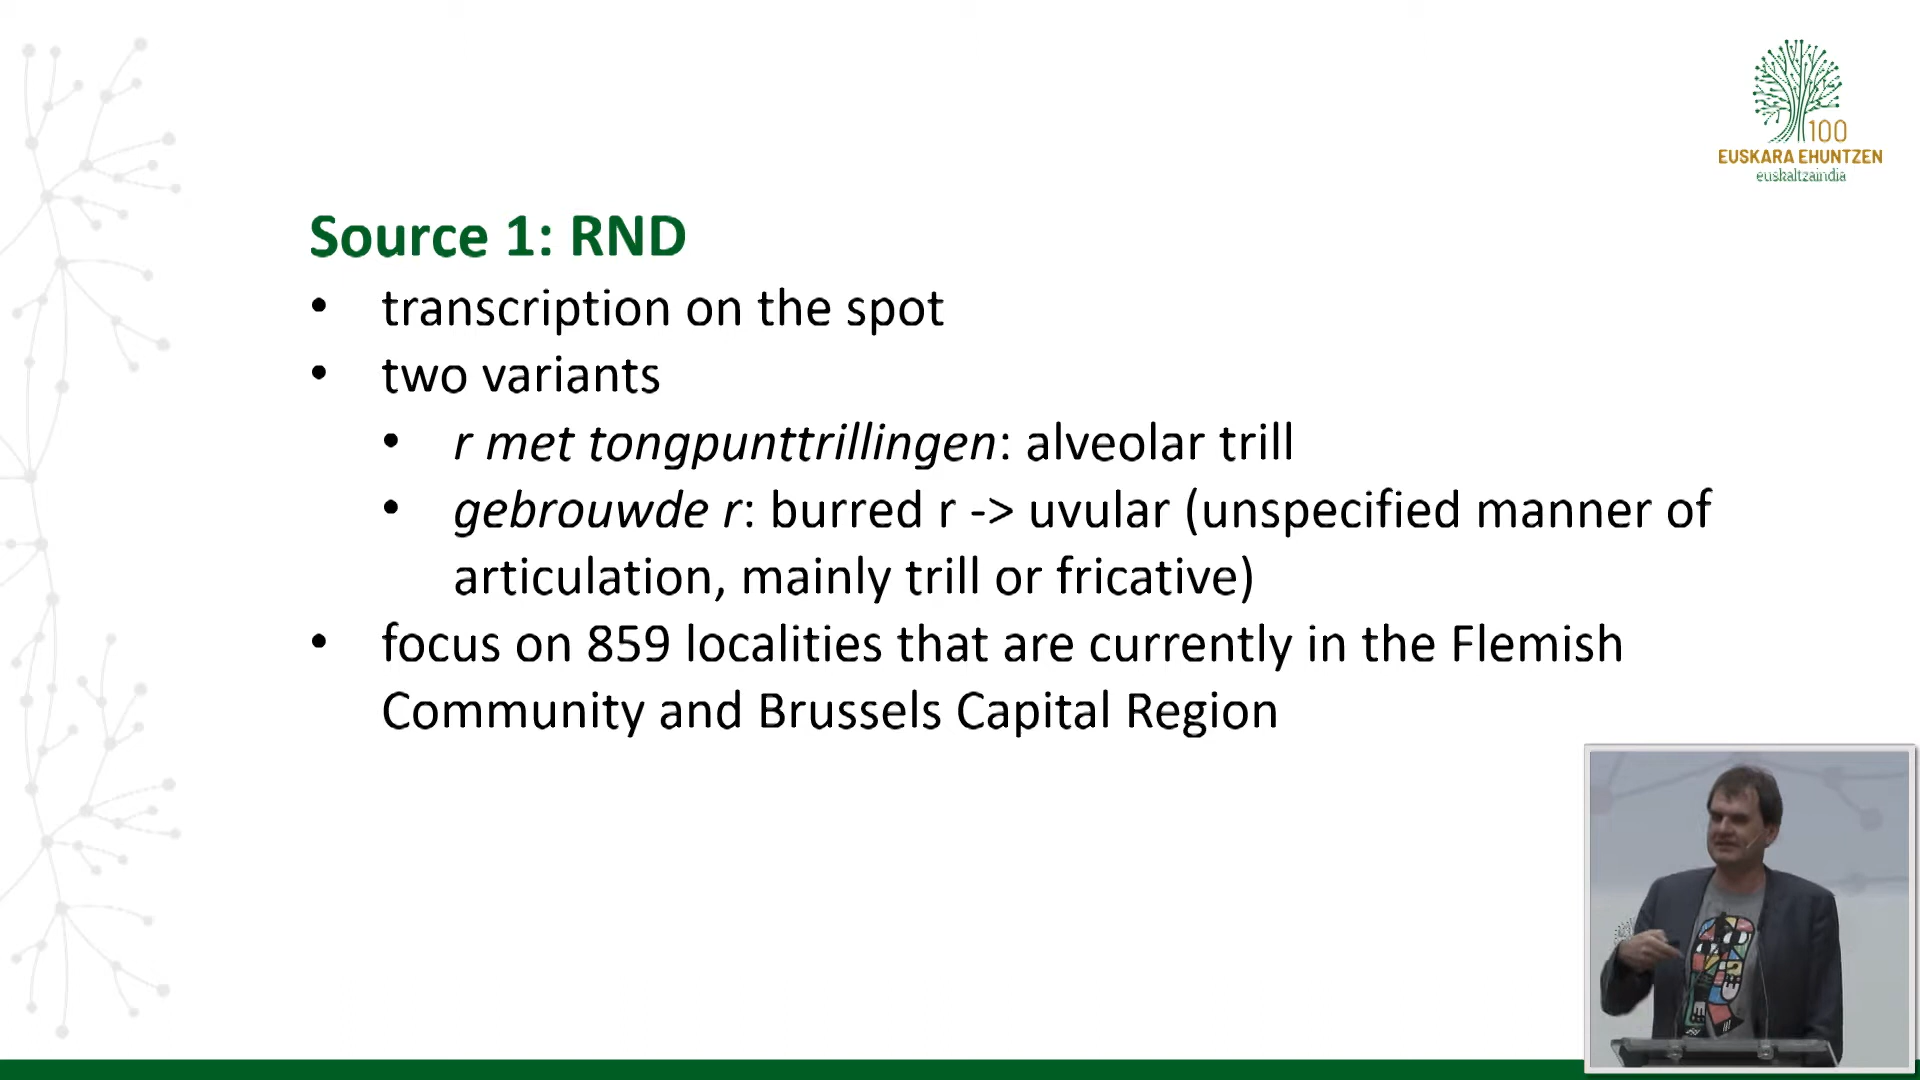 100
EUSKARA EHUNTZEN
euskaltzaindia
Source 1: RND
• transcription on the spot
• two variants
• r met tongpunttrillingen: alveolar trill
• gebrouwde r: burred r -> uvular (unspecified manner of
articulation, mainly trill or fricative)
• focus on 859 localities that are currently in the Flemish
Community and Brussels Capital Region